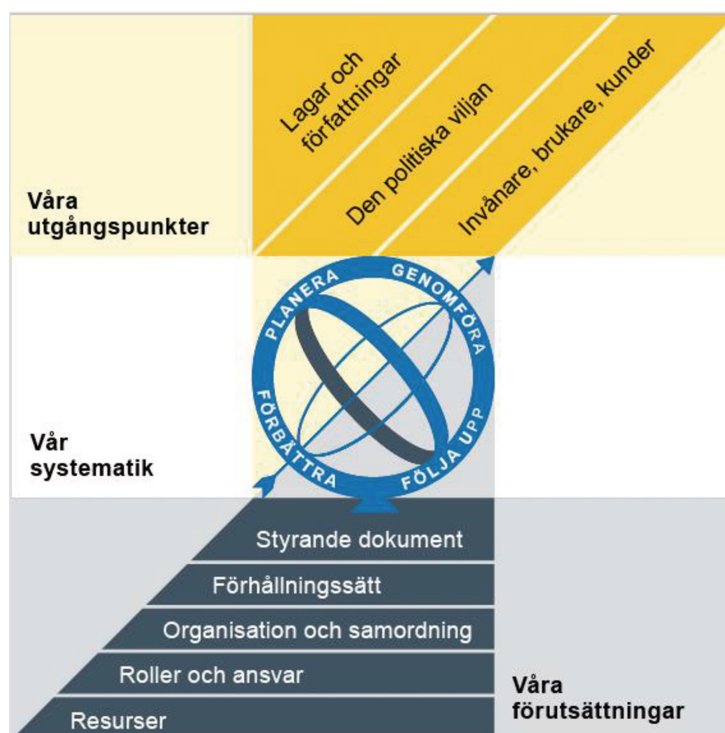 Lagar och
författningar
Den politiska viljan
Invånare, brukare, kunder
Våra
utgångspunkter
PLANERA
GENOMFÖRA
FÖLJA UPP
FÖRBÄTTRA
Vår
systematik
Styrande dokument
Förhållningssätt
Organisation och samordning
Roller och ansvar
Resurser
Våra
förutsättningar